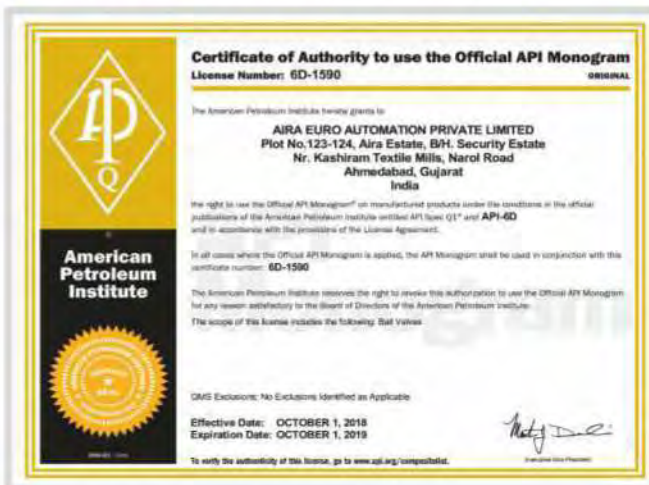 Certificate of Authority to use the Official API Monogram
License Number: 6D-1590
ORIGINAL
The American Petroleum Institute hereby grants to
AIRA EURO AUTOMATION PRIVATE LIMITED
Plot No.123-124, Aira Estate, B/H. Security Estate
Nr. Kashiram Textile Mills, Narol Road
Ahmedabad, Gujarat
India
the right to use the Official API Monogram® on manufactured products under the conditions in the official
publications of the American Petroleum Institute entitled API Spec Q1® and API-6D
and in accordance with the provisions of the License Agreement.
In all cases where the Official API Monogram is applied, the API Monogram shall be used in conjunction with this
certificate number: 6D-1590
The American Petroleum Institute reserves the right to revoke this authorization to use the Official API Monogram
for any reason satisfactory to the Board of Directors of the American Petroleum Institute.
The scope of this license includes the following: Ball Valves
QMS Exclusions: No Exclusions Identified as Applicable
Effective Date: OCTOBER 1, 2018
Expiration Date: OCTOBER 1, 2019
To verify the authenticity of this license, go to www.api.org/compositelist.
Executive Vice President
API
Q
American
Petroleum
Institute